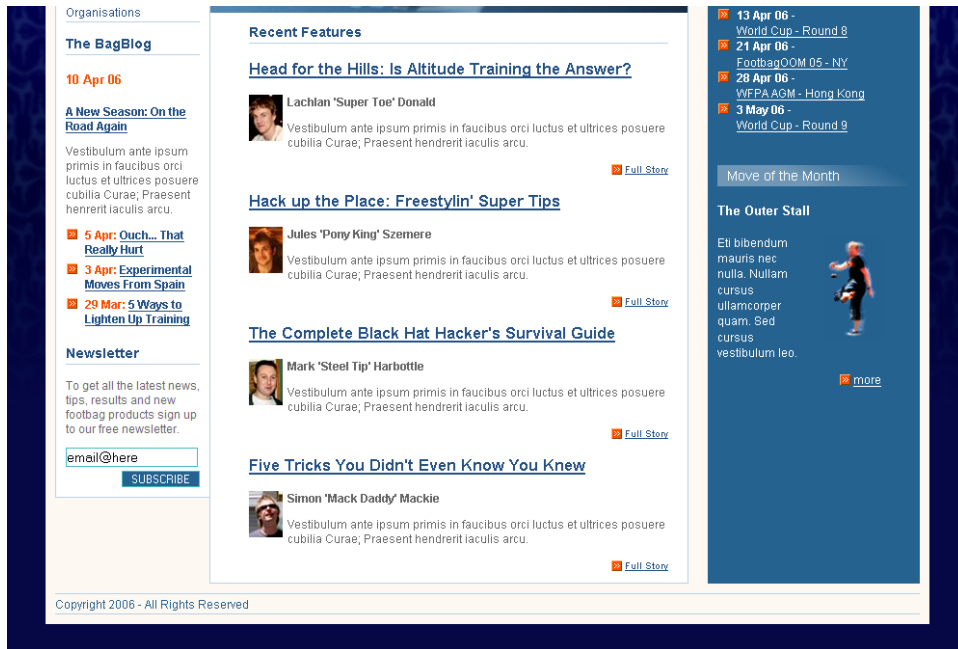 Organisations
The BagBlog
10 Apr 06
A New Season: On the
Road Again
Vestibulum ante ipsum
primis in faucibus orci
luctus et ultrices posuere
cubilia Curae; Praesent
henrerit iaculis arcu.
5 Apr: Ouch... That
Really Hurt
3 Apr: Experimental
Moves From Spain
29 Mar: 5 Ways to
Lighten Up Training
Newsletter
To get all the latest news,
tips, results and new
footbag products sign up
to our free newsletter.
email@here
SUBSCRIBE
Recent Features
Head for the Hills: Is Altitude Training the Answer?
Lachlan 'Super Toe' Donald
Vestibulum ante ipsum primis in faucibus orci luctus et ultrices posuere
cubilia Curae; Praesent hendrerit iaculis arcu.
Full Story
Hack up the Place: Freestylin' Super Tips
Jules 'Pony King' Szemere
Vestibulum ante ipsum primis in faucibus orci luctus et ultrices posuere
cubilia Curae; Praesent hendrerit iaculis arcu.
Full Story
The Complete Black Hat Hacker's Survival Guide
Mark 'Steel Tip' Harbottle
Vestibulum ante ipsum primis in faucibus orci luctus et ultrices posuere
cubilia Curae; Praesent hendrerit iaculis arcu.
Full Story
Five Tricks You Didn't Even Know You Knew
Simon 'Mack Daddy' Mackie
Vestibulum ante ipsum primis in faucibus orci luctus et ultrices posuere
cubilia Curae; Praesent hendrerit iaculis arcu.
Full Story
13 Apr 06 -
World Cup - Round 8
21 Apr 06 -
FootbagOOM 05 - NY
28 Apr 06 -
WFPA AGM - Hong Kong
3 May 06 -
World Cup - Round 9
Move of the Month
The Outer Stall
Eti bibendum
mauris nec
nulla. Nullam
cursus
ullamcorper
quam. Sed
cursus
vestibulum leo.
more
Copyright 2006 - All Rights Reserved